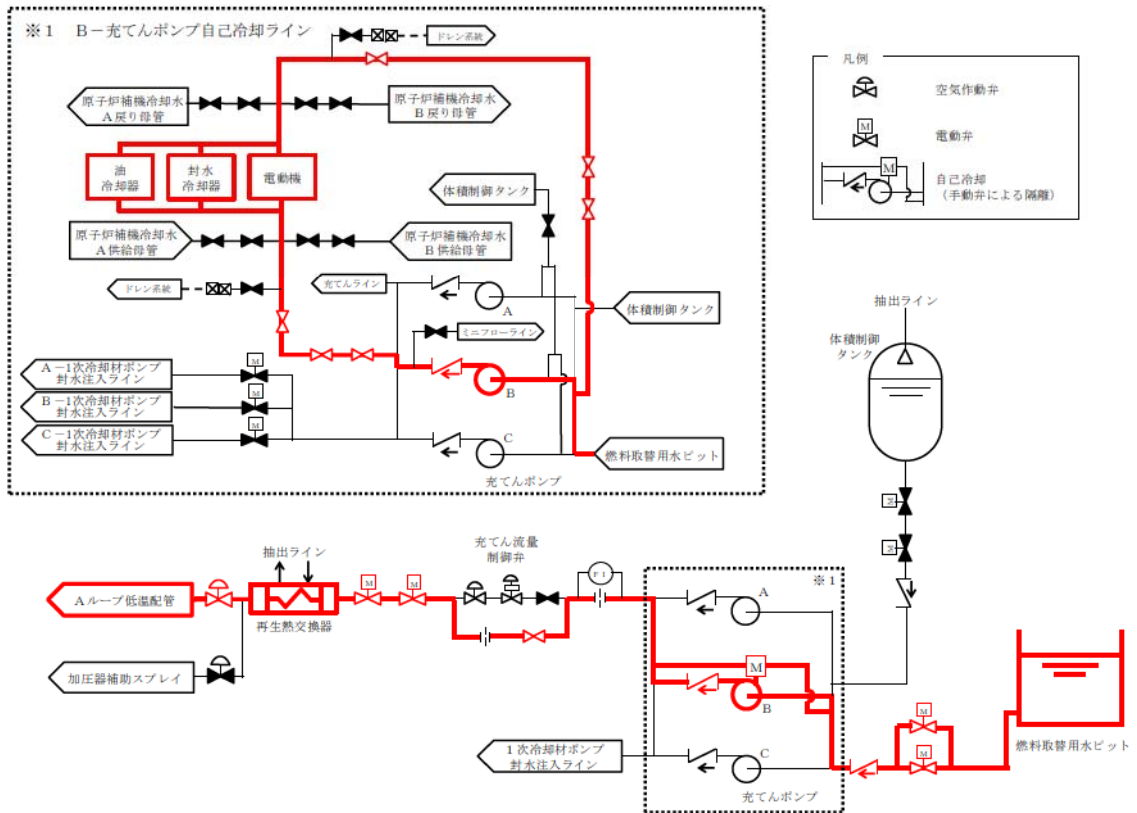 ※1 B－充てんポンプ自己冷却ライン
ドレン系統
原子炉補機冷却水
A戻り母管
原子炉補機冷却水
B戻り母管
油
冷却器
封水
冷却器
電動機
体積制御タンク
原子炉補機冷却水
A供給母管
原子炉補機冷却水
B供給母管
ドレン系統
充てんライン
A
体積制御タンク
ミニフローライン
B
A－1次冷却材ポンプ
封水注入ライン
M
B－1次冷却材ポンプ
封水注入ライン
M
C－1次冷却材ポンプ
封水注入ライン
M
C
燃料取替用水ピット
充てんポンプ
凡例
空気作動弁
M
電動弁
M
自己冷却
（手動弁による隔離）
抽出ライン
体積制御
タンク
M
M
抽出ライン
充てん流量
制御弁
FI
※1
Aループ低温配管
再生熱交換器
M
M
A
加圧器補助スプレイ
M
B
1次冷却材ポンプ
封水注入ライン
C
充てんポンプ
M
M
燃料取替用水ピット